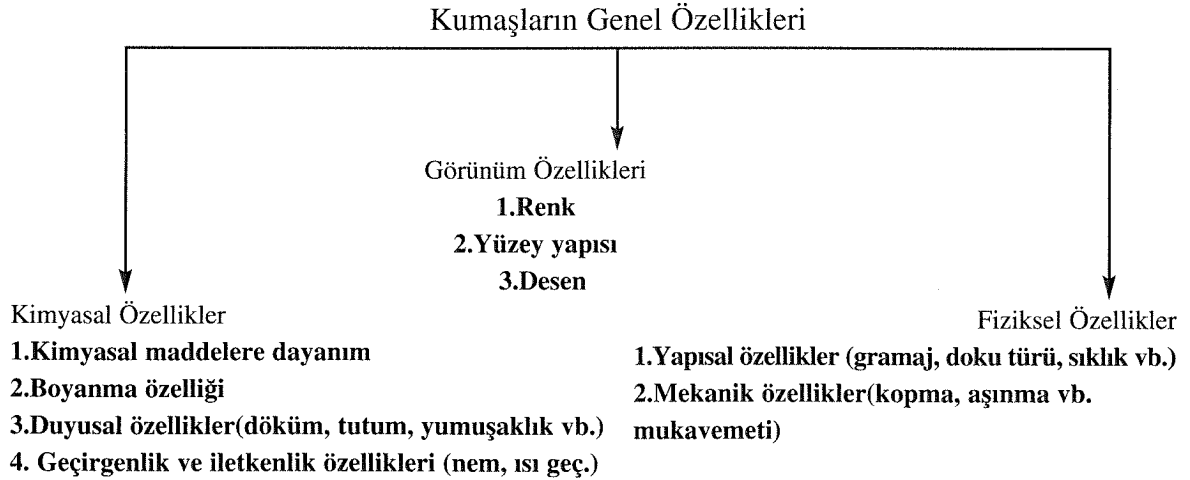 Kumaşların Genel Özellikleri
Görünüm Özellikleri
1.Renk
2.Yüzey yapısı
3.Desen
Kimyasal Özellikler
1.Kimyasal maddelere dayanım
2.Boyanma özelliği
3.Duyusal özellikler(döküm, tutum, yumuşaklık vb.)
4. Geçirgenlik ve iletkenlik özellikleri (nem, ısı geç.)
Fiziksel Özellikler
1.Yapısal özellikler (gramaj, doku türü, sıklık vb.)
2.Mekanik özellikler(kopma, aşınma vb.
mukavemeti)